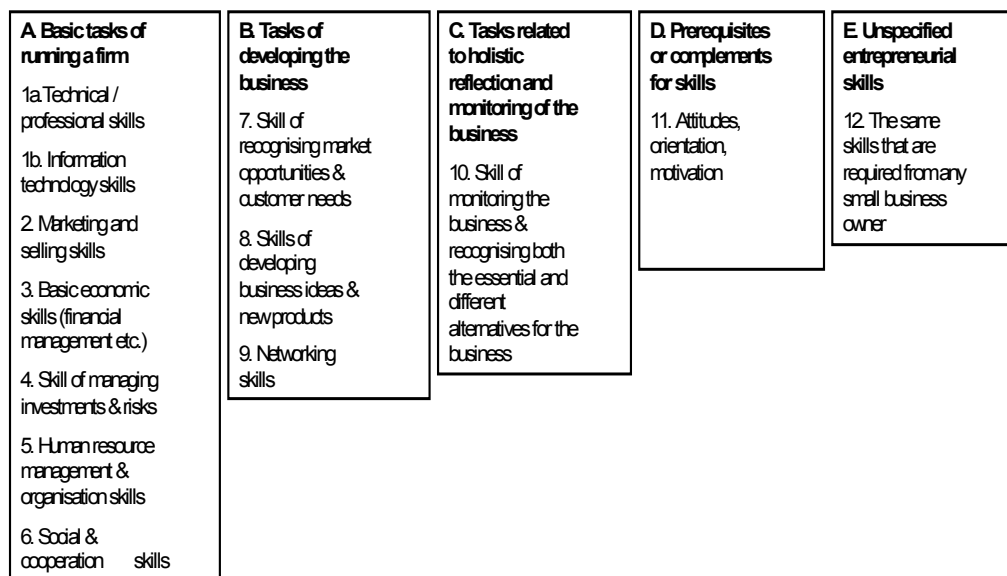 A. Basic tasks of
running a firm
1a.Technical /
professional skills
1b. Information
technology skills
2. Marketing and
selling skills
3. Basic economic
skills (financial
management etc.)
4. Skill of managing
investments & risks
5. Human resource
management &
organisation skills
6. Social &
cooperation skills
B. Tasks of
developing the
business
7. Skill of
recognising market
opportunities &
customer needs
8. Skills of
developing
business ideas &
new products
9. Networking
skills
C. Tasks related
to holistic
reflection and
monitoring of the
business
10. Skill of
monitoring the
business &
recognising both
the essential and
different
alternatives for the
business
D. Prerequisites
or complements
for skills
11. Attitudes,
orientation,
motivation
E. Unspecified
entrepreneurial
skills
12. The same
skills that are
required from any
small business
owner